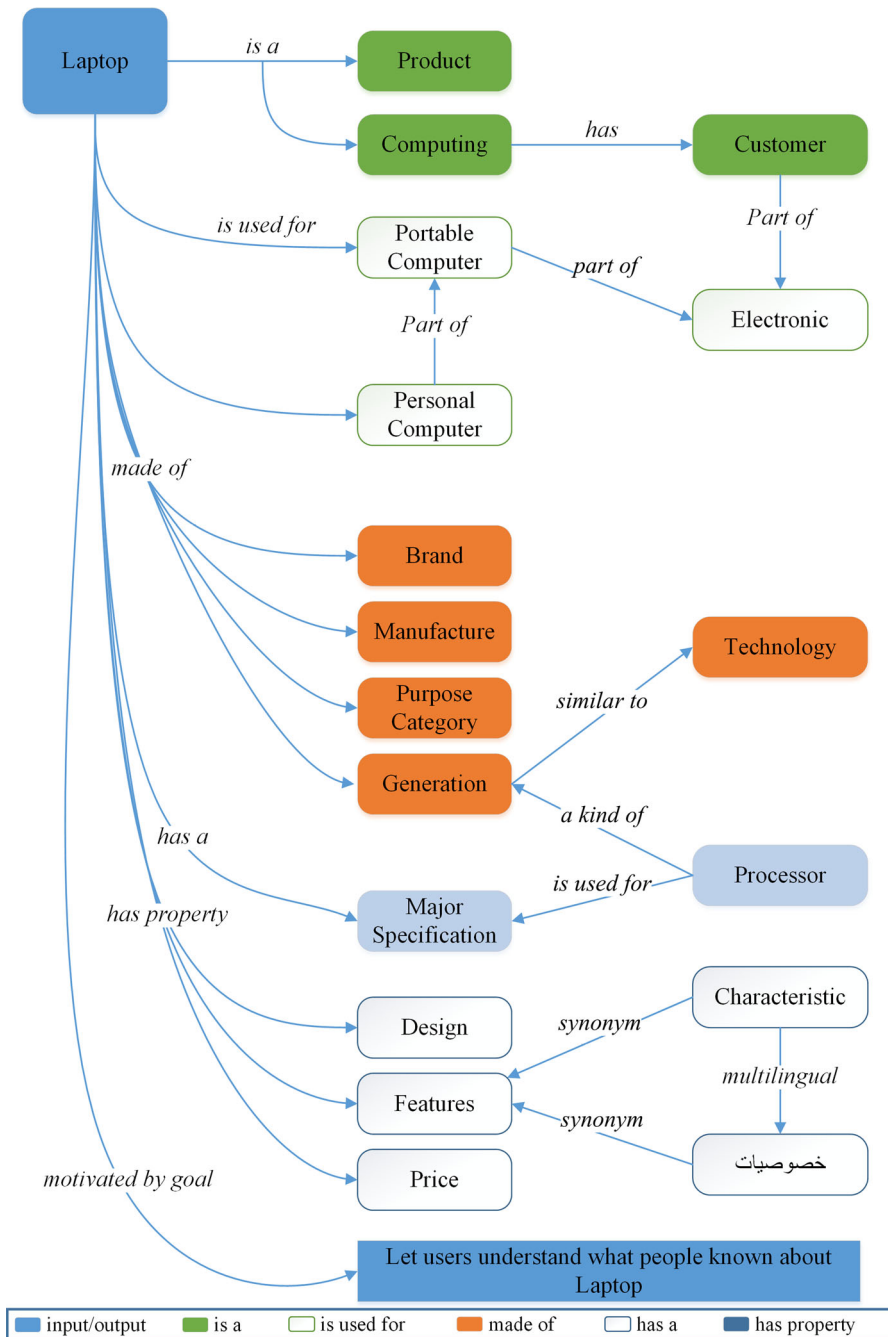 Laptop
is a
Product
Computing
has
Customer
is used for
Portable
Computer
part of
Part of
Electronic
Part of
Personal
Computer
made of
Brand
Manufacture
Technology
Purpose
Category
similar to
Generation
a kind of
has a
is used for
Processor
Major
Specification
has property
Characteristic
Design
synonym
multilingual
Features
synonym
خصوصیات
motivated by goal
Price
Let users understand what people known about
Laptop
input/output is a is used for made of has a has property